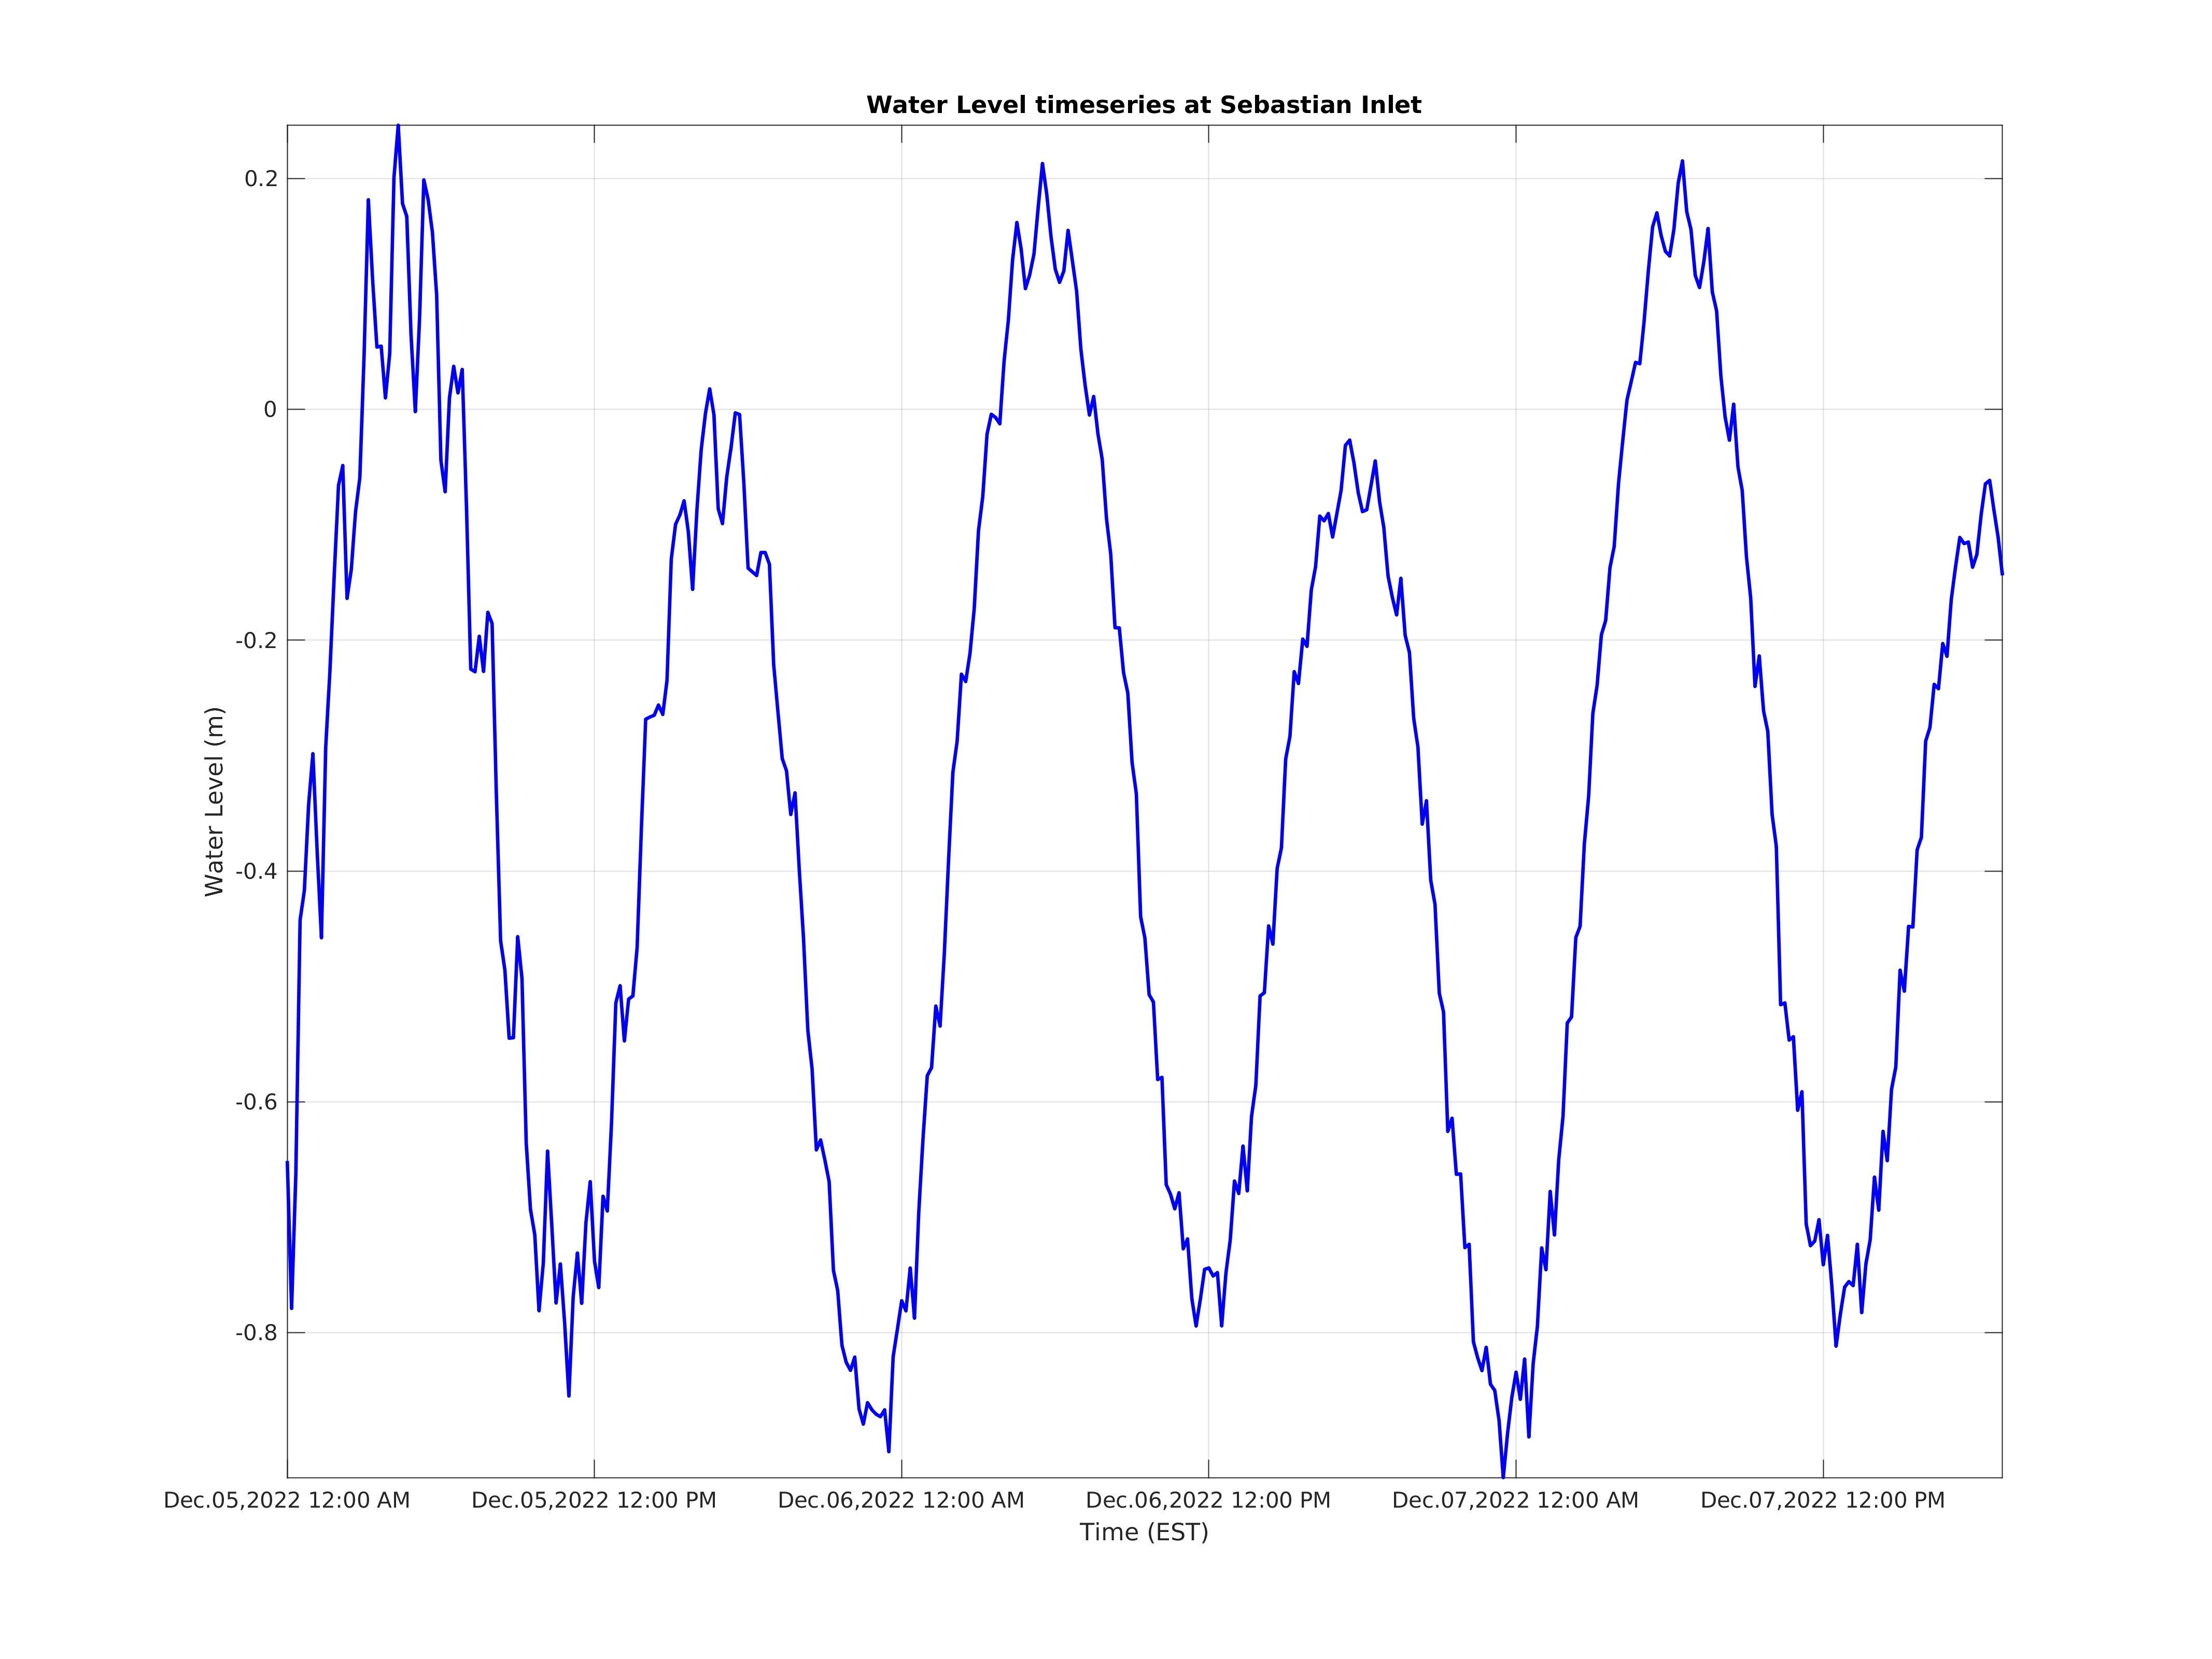 Water Level timeseries at Sebastian Inlet
0.2
0
-0.2
-0.4
-0.6
-0.8
Water Level (m)
Dec.05,2022 12:00 AM
Dec.05,2022 12:00 PM
Dec.06,2022 12:00 AM
Dec.06,2022 12:00 PM
Dec.07,2022 12:00 AM
Dec.07,2022 12:00 PM
Time (EST)